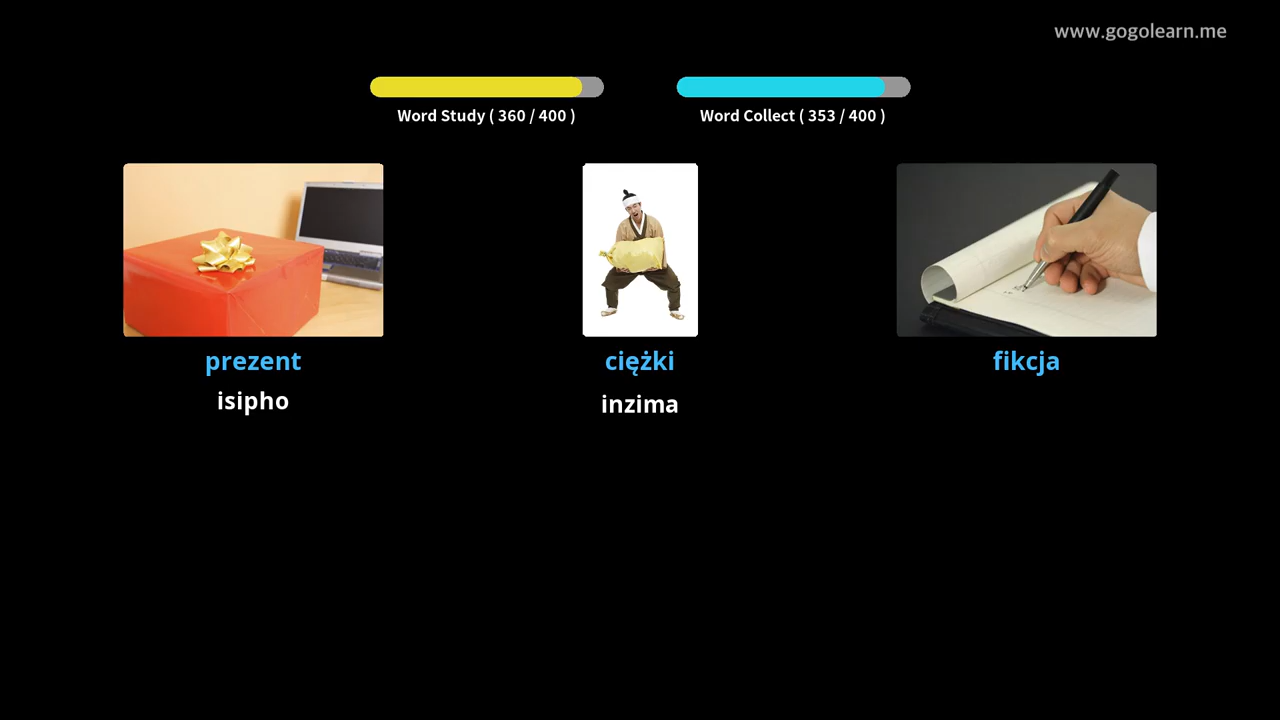 www.gogolearn.me
Word Study ( 360 / 400 )
Word Collect ( 353 / 400 )
prezent
ciężki
fikcja
isipho
inzima